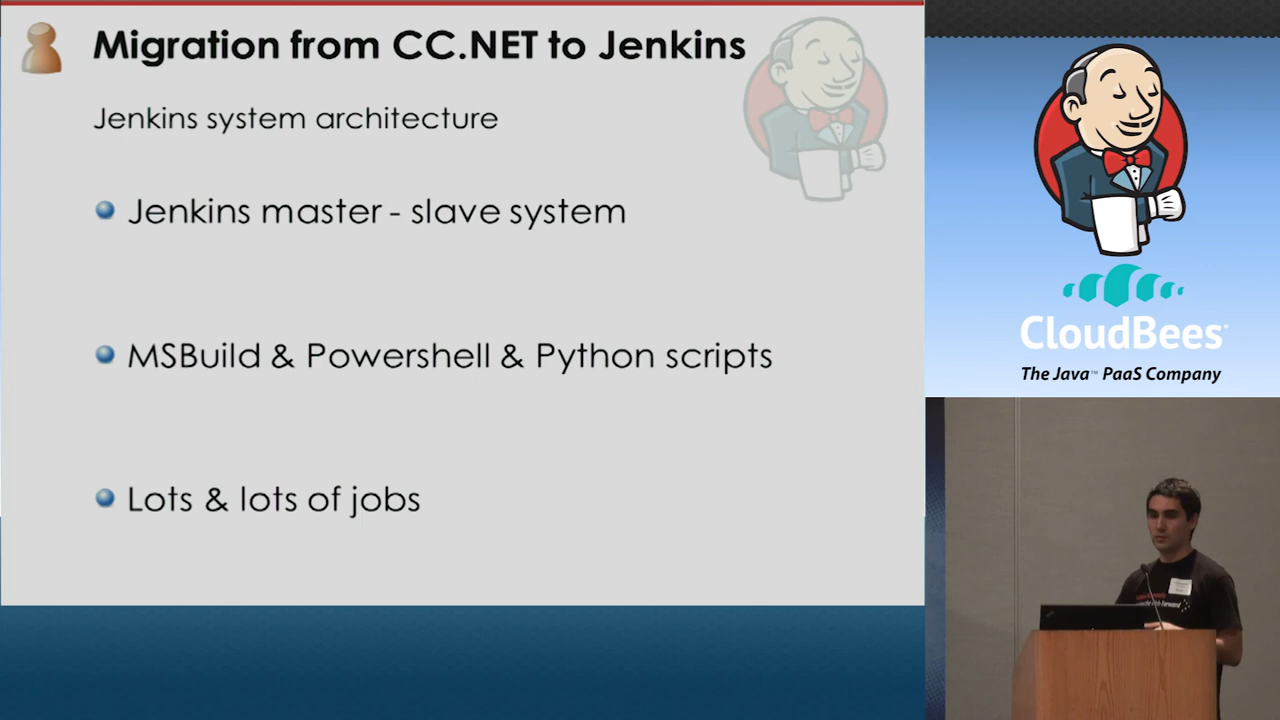 Migration from CC.NET to Jenkins
Jenkins system architecture
Jenkins master - slave system
MSBuild & Powershell & Python scripts
Lots & lots of jobs
CloudBees
The Java™ PaaS Company